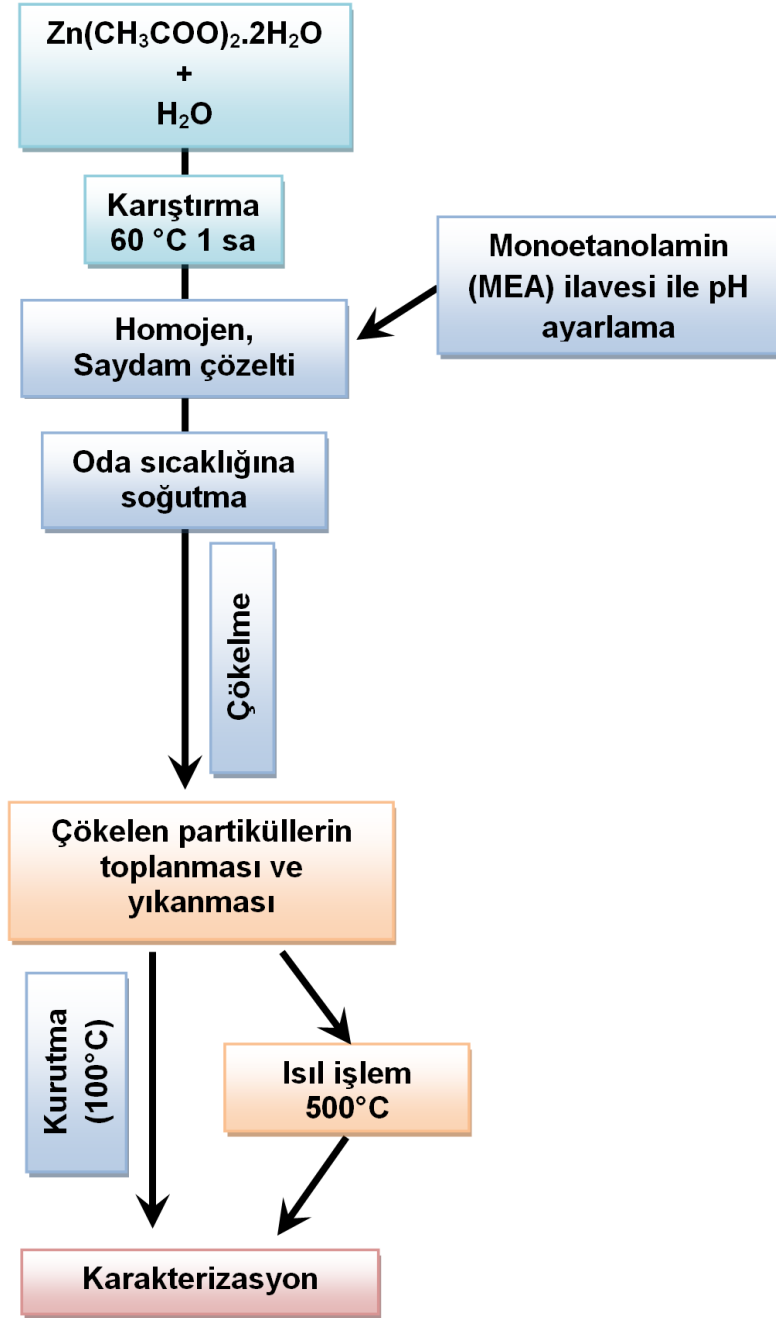 Zn(CH₃COO)₂.2H₂O
+
H₂O
Karıştırma
60 °C 1 sa
Monoetanolamin
(MEA) ilavesi ile pH
ayarlama
Homojen,
Saydam çözelti
Oda sıcaklığına
soğutma
Çökelme
Çökelen partiküllerin
toplanması ve
yıkanması
Kurutma
(100°C)
Isıl işlem
500°C
Karakterizasyon